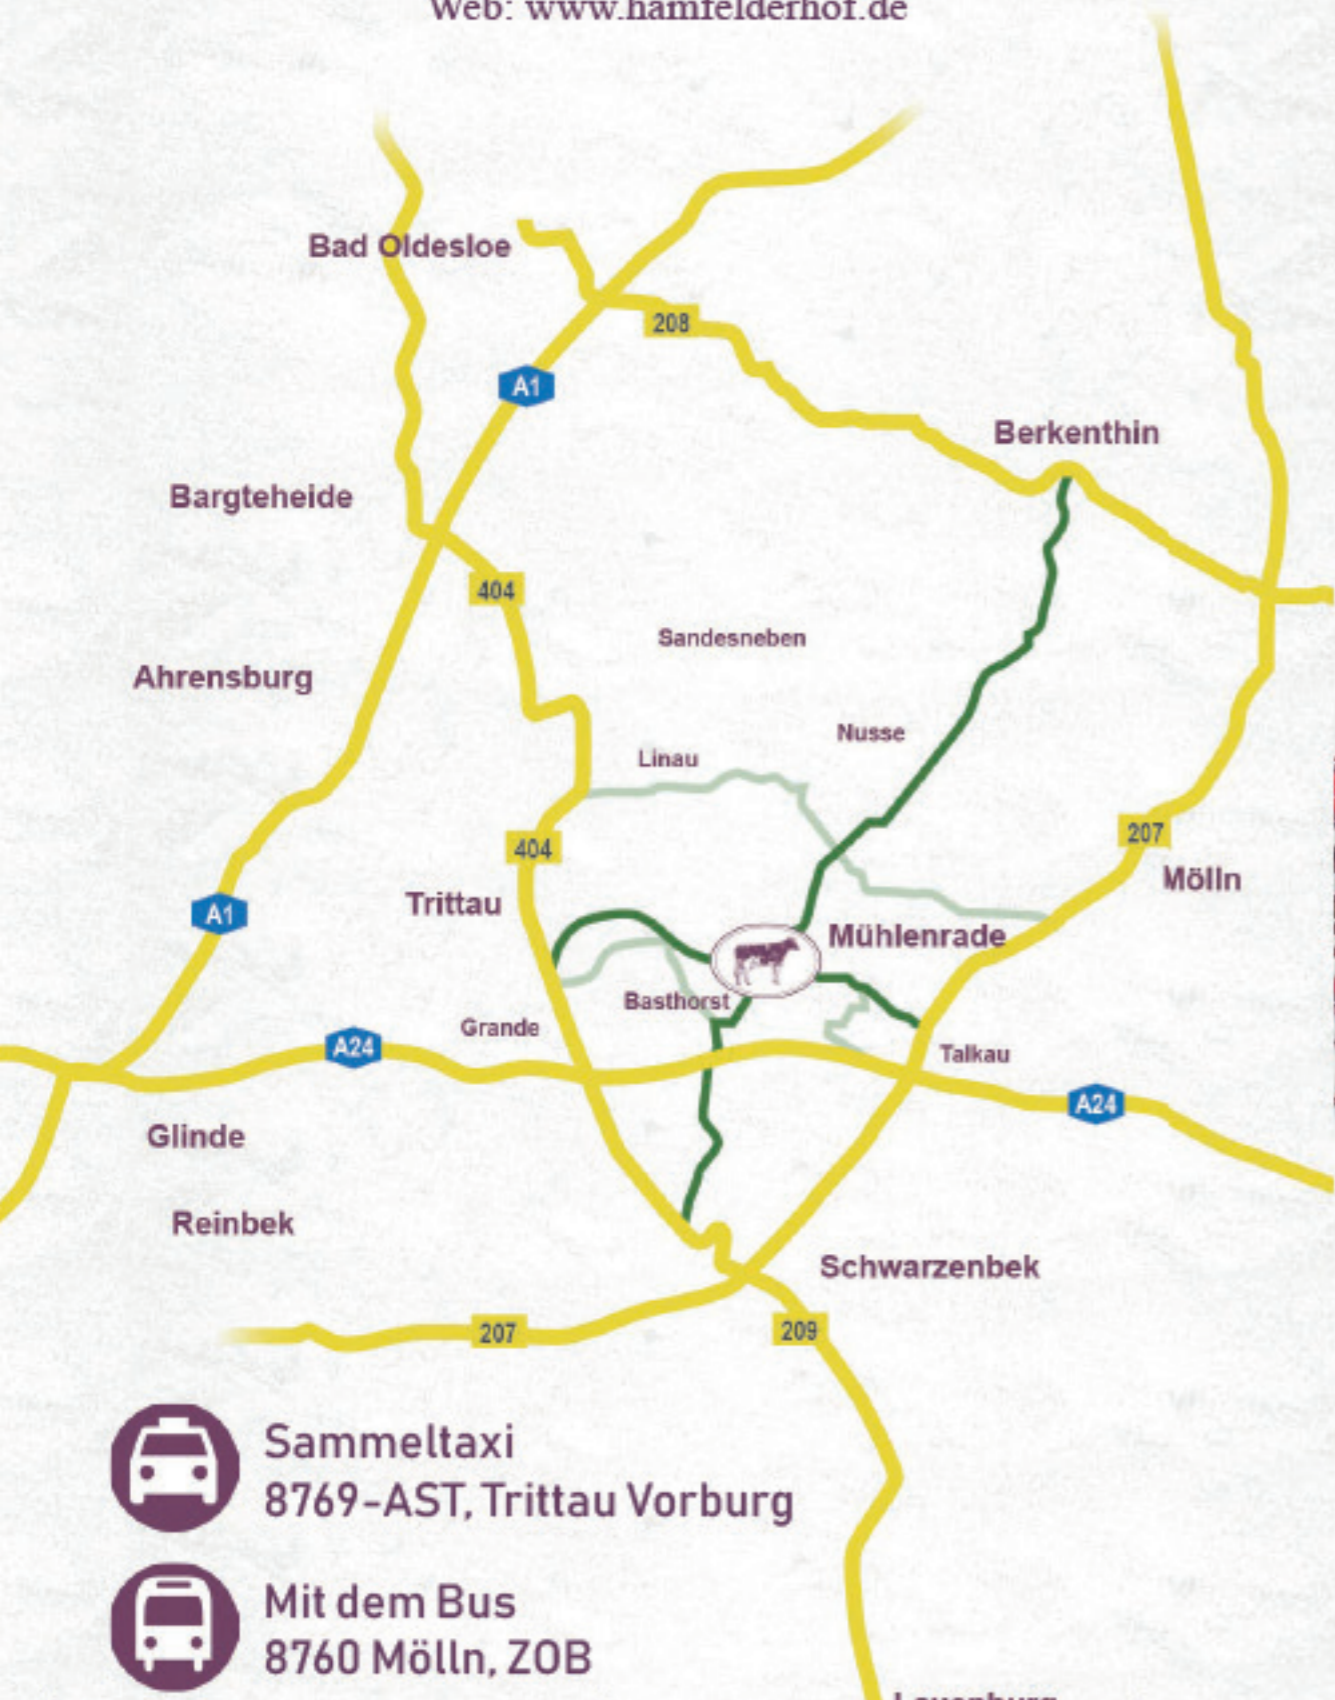 Web: www.hamfelderhof.de
Bad Oldesloe
208
A1
Berkenthin
Bargteheide
404
Sandesneben
Ahrensburg
Nusse
Linau
207
404
Mölln
Trittau
A1
Mühlenrade
Basthorst
Grande
A24
Talkau
A24
Glinde
Reinbek
Schwarzenbek
207
209
Sammeltaxi
8769-AST, Trittau Vorburg
Mit dem Bus
8760 Mölln, ZOB